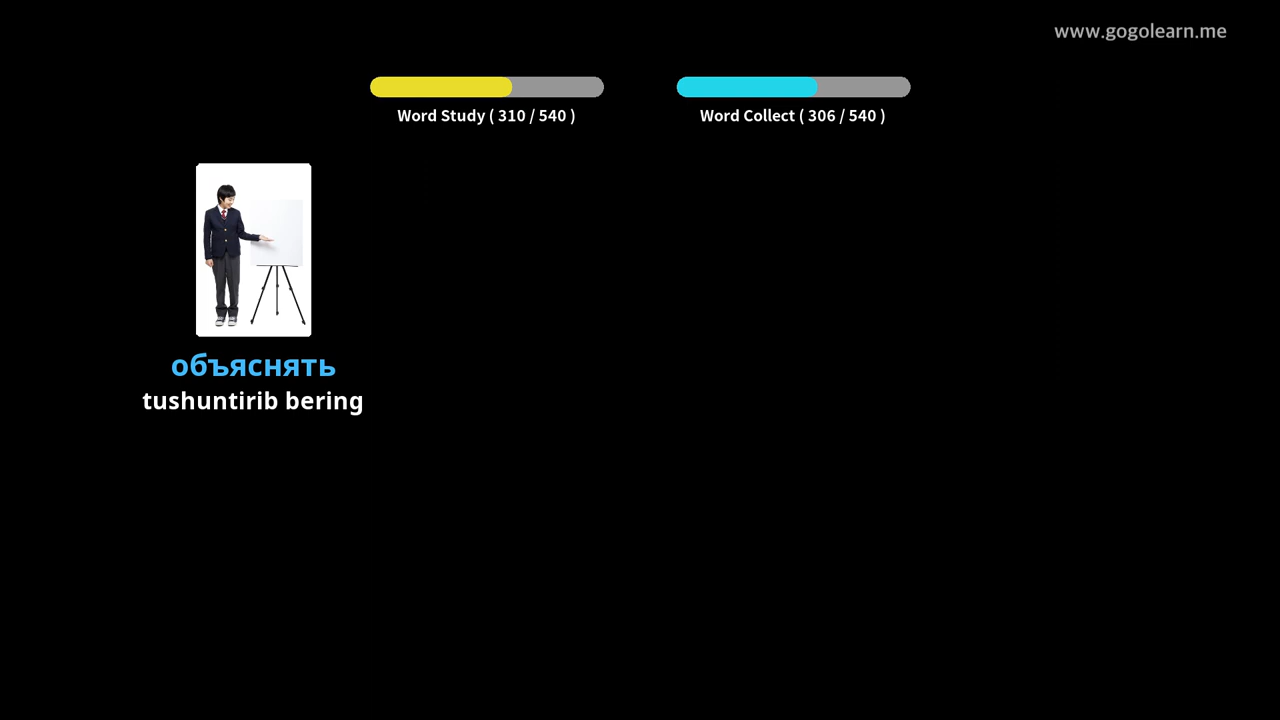 www.gogolearn.me
Word Study ( 310 / 540 )
Word Collect ( 306 / 540 )
объяснять
tushuntirib bering